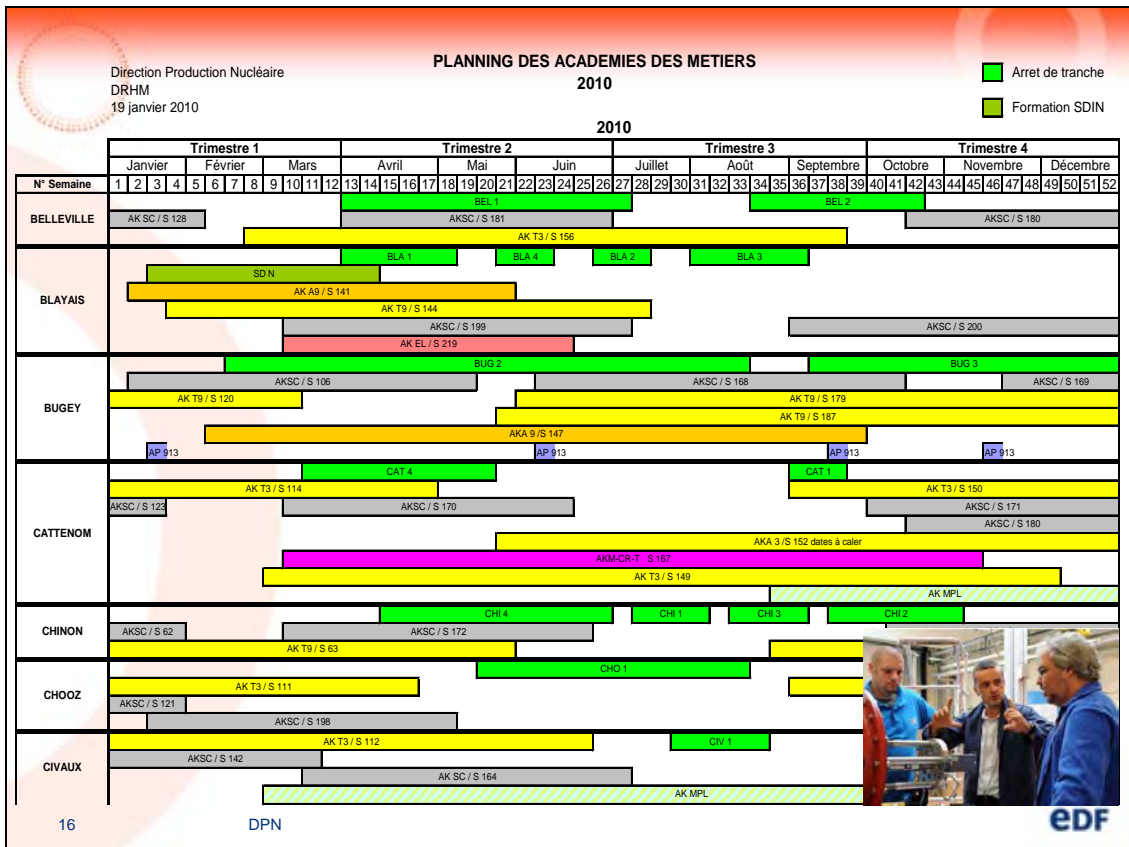 PLANNING DES ACADEMIES DES METIERS
2010
Direction Production Nucléaire
DRHM
19 janvier 2010
Arret de tranche
Formation SDIN
2010
Trimestre 1 Trimestre 2 Trimestre 3 Trimestre 4
Janvier Février Mars Avril Mai Juin Juillet Août Septembre Octobre Novembre Décembre
N° Semaine 1 2 3 4 5 6 7 8 9 10 11 12 13 14 15 16 17 18 19 20 21 22 23 24 25 26 27 28 29 30 31 32 33 34 35 36 37 38 39 40 41 42 43 44 45 46 47 48 49 50 51 52
BELLEVILLE
BEL 1 BEL 2
AK SC / S 128 AKSC / S 181 AKSC / S 180
AK T3 / S 156
BLAYAIS
BLA 1 BLA 4 BLA 2 BLA 3
SD N
AK A9 / S 141
AK T9 / S 144
AKSC / S 199 AKSC / S 200
AK EL / S 219
BUGEY
BUG 2 BUG 3
AKSC / S 106 AKSC / S 168 AKSC / S 169
AK T9 / S 120 AK T9 / S 179
AK T9 / S 187
AKA 9 /S 147
AP 913 AP 913 AP 913 AP 913
CATTENOM
CAT 4 CAT 1
AK T3 / S 114 AK T3 / S 150
AKSC / S 123 AKSC / S 170 AKSC / S 171
AKSC / S 180
AKA 3 /S 152 dates à caler
AKM-CR-T S 167
AK T3 / S 149
AK MPL
CHINON
CHI 4 CHI 1 CHI 3 CHI 2
AKSC / S 62 AKSC / S 172
AK T9 / S 63
CHOOZ
CHO 1
AK T3 / S 111
AKSC / S 121
AKSC / S 198
CIVAUX
AK T3 / S 112 CIV 1
AKSC / S 142
AK SC / S 164
AK MPL
16 DPN
eDF